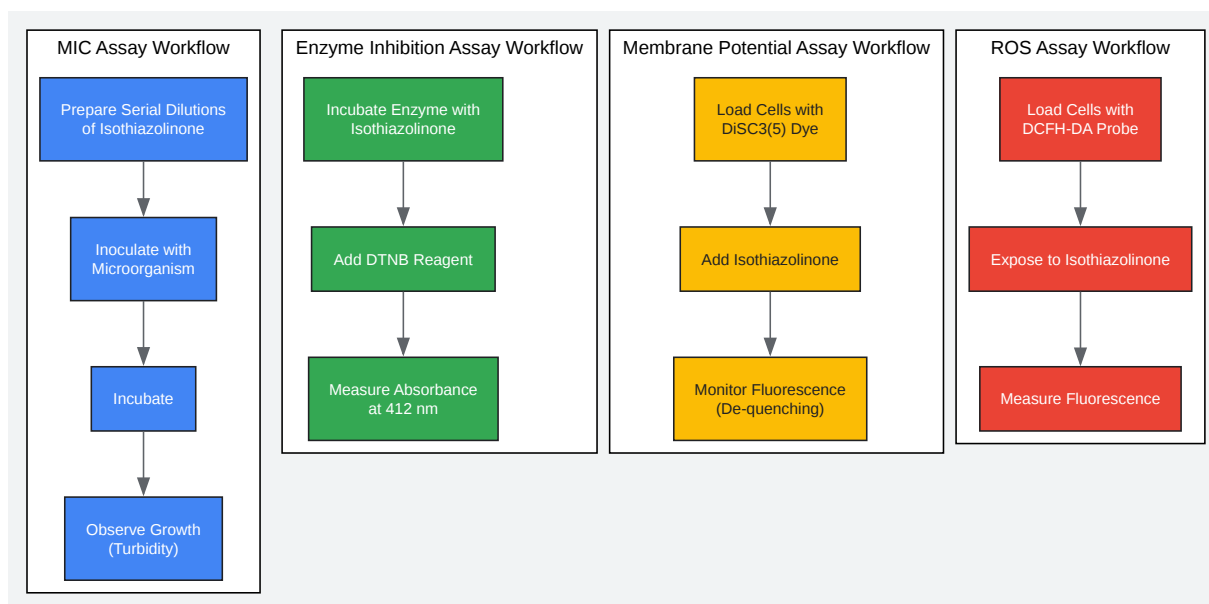 MIC Assay Workflow
Prepare Serial Dilutions
of Isothiazolinone
Inoculate with
Microorganism
Incubate
Observe Growth
(Turbidity)
Enzyme Inhibition Assay Workflow
Incubate Enzyme with
Isothiazolinone
Add DTNB Reagent
Measure Absorbance
at 412 nm
Membrane Potential Assay Workflow
Load Cells with
DiSC3(5) Dye
Add Isothiazolinone
Monitor Fluorescence
(De-quenching)
ROS Assay Workflow
Load Cells with
DCFH-DA Probe
Expose to Isothiazolinone
Measure Fluorescence